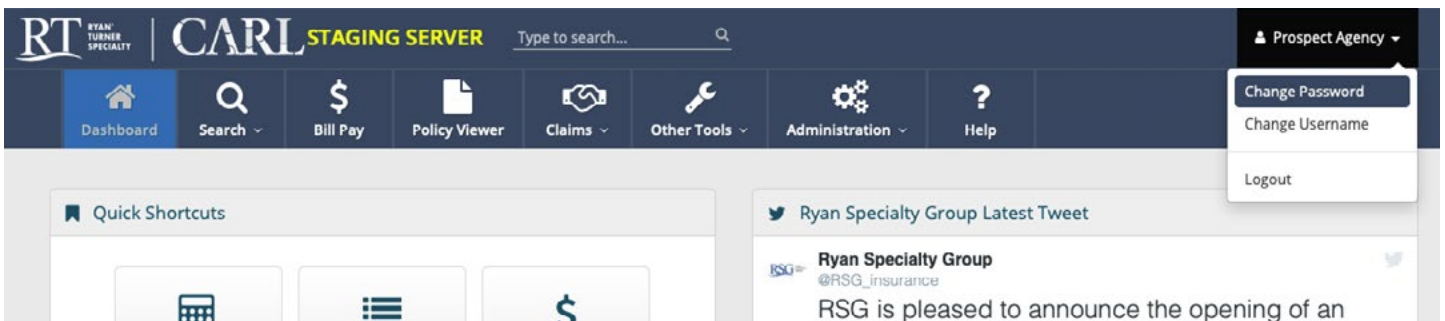 RT RYAN TURNER SPECIALTY CARL STAGING SERVER Type to search... Prospect Agency
Change Password
Change Username
Logout
Dashboard Search Bill Pay Policy Viewer Claims Other Tools Administration Help
Quick Shortcuts
Ryan Specialty Group Latest Tweet
RSG
Ryan Specialty Group
@RSG_insurance
RSG is pleased to announce the opening of an